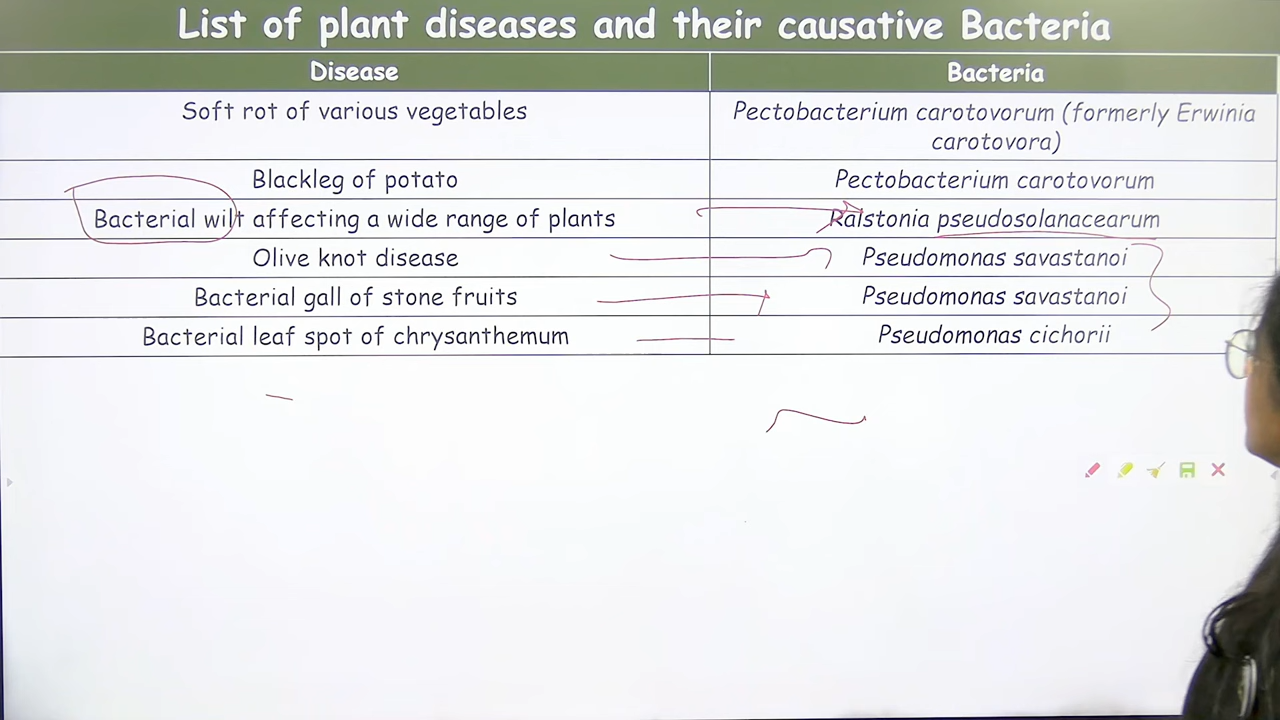 List of plant diseases and their causative Bacteria
Disease
Bacteria
Soft rot of various vegetables
Pectobacterium carotovorum (formerly Erwinia
carotovora)
Blackleg of potato
Pectobacterium carotovorum
Bacterial wilt affecting a wide range of plants
Ralstonia pseudosolanacearum
Olive knot disease
Pseudomonas savastanoi
Bacterial gall of stone fruits
Pseudomonas savastanoi
Bacterial leaf spot of chrysanthemum
Pseudomonas cichorii